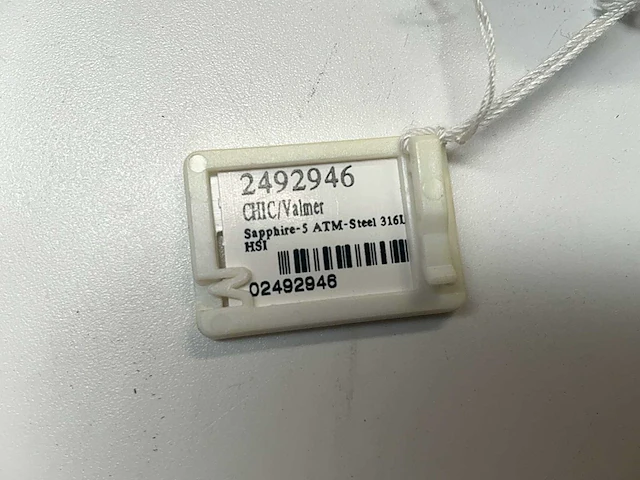 2492946
CHIC/Valmer
Sapphire-5 ATM-Steel 316L
HSI
02492946